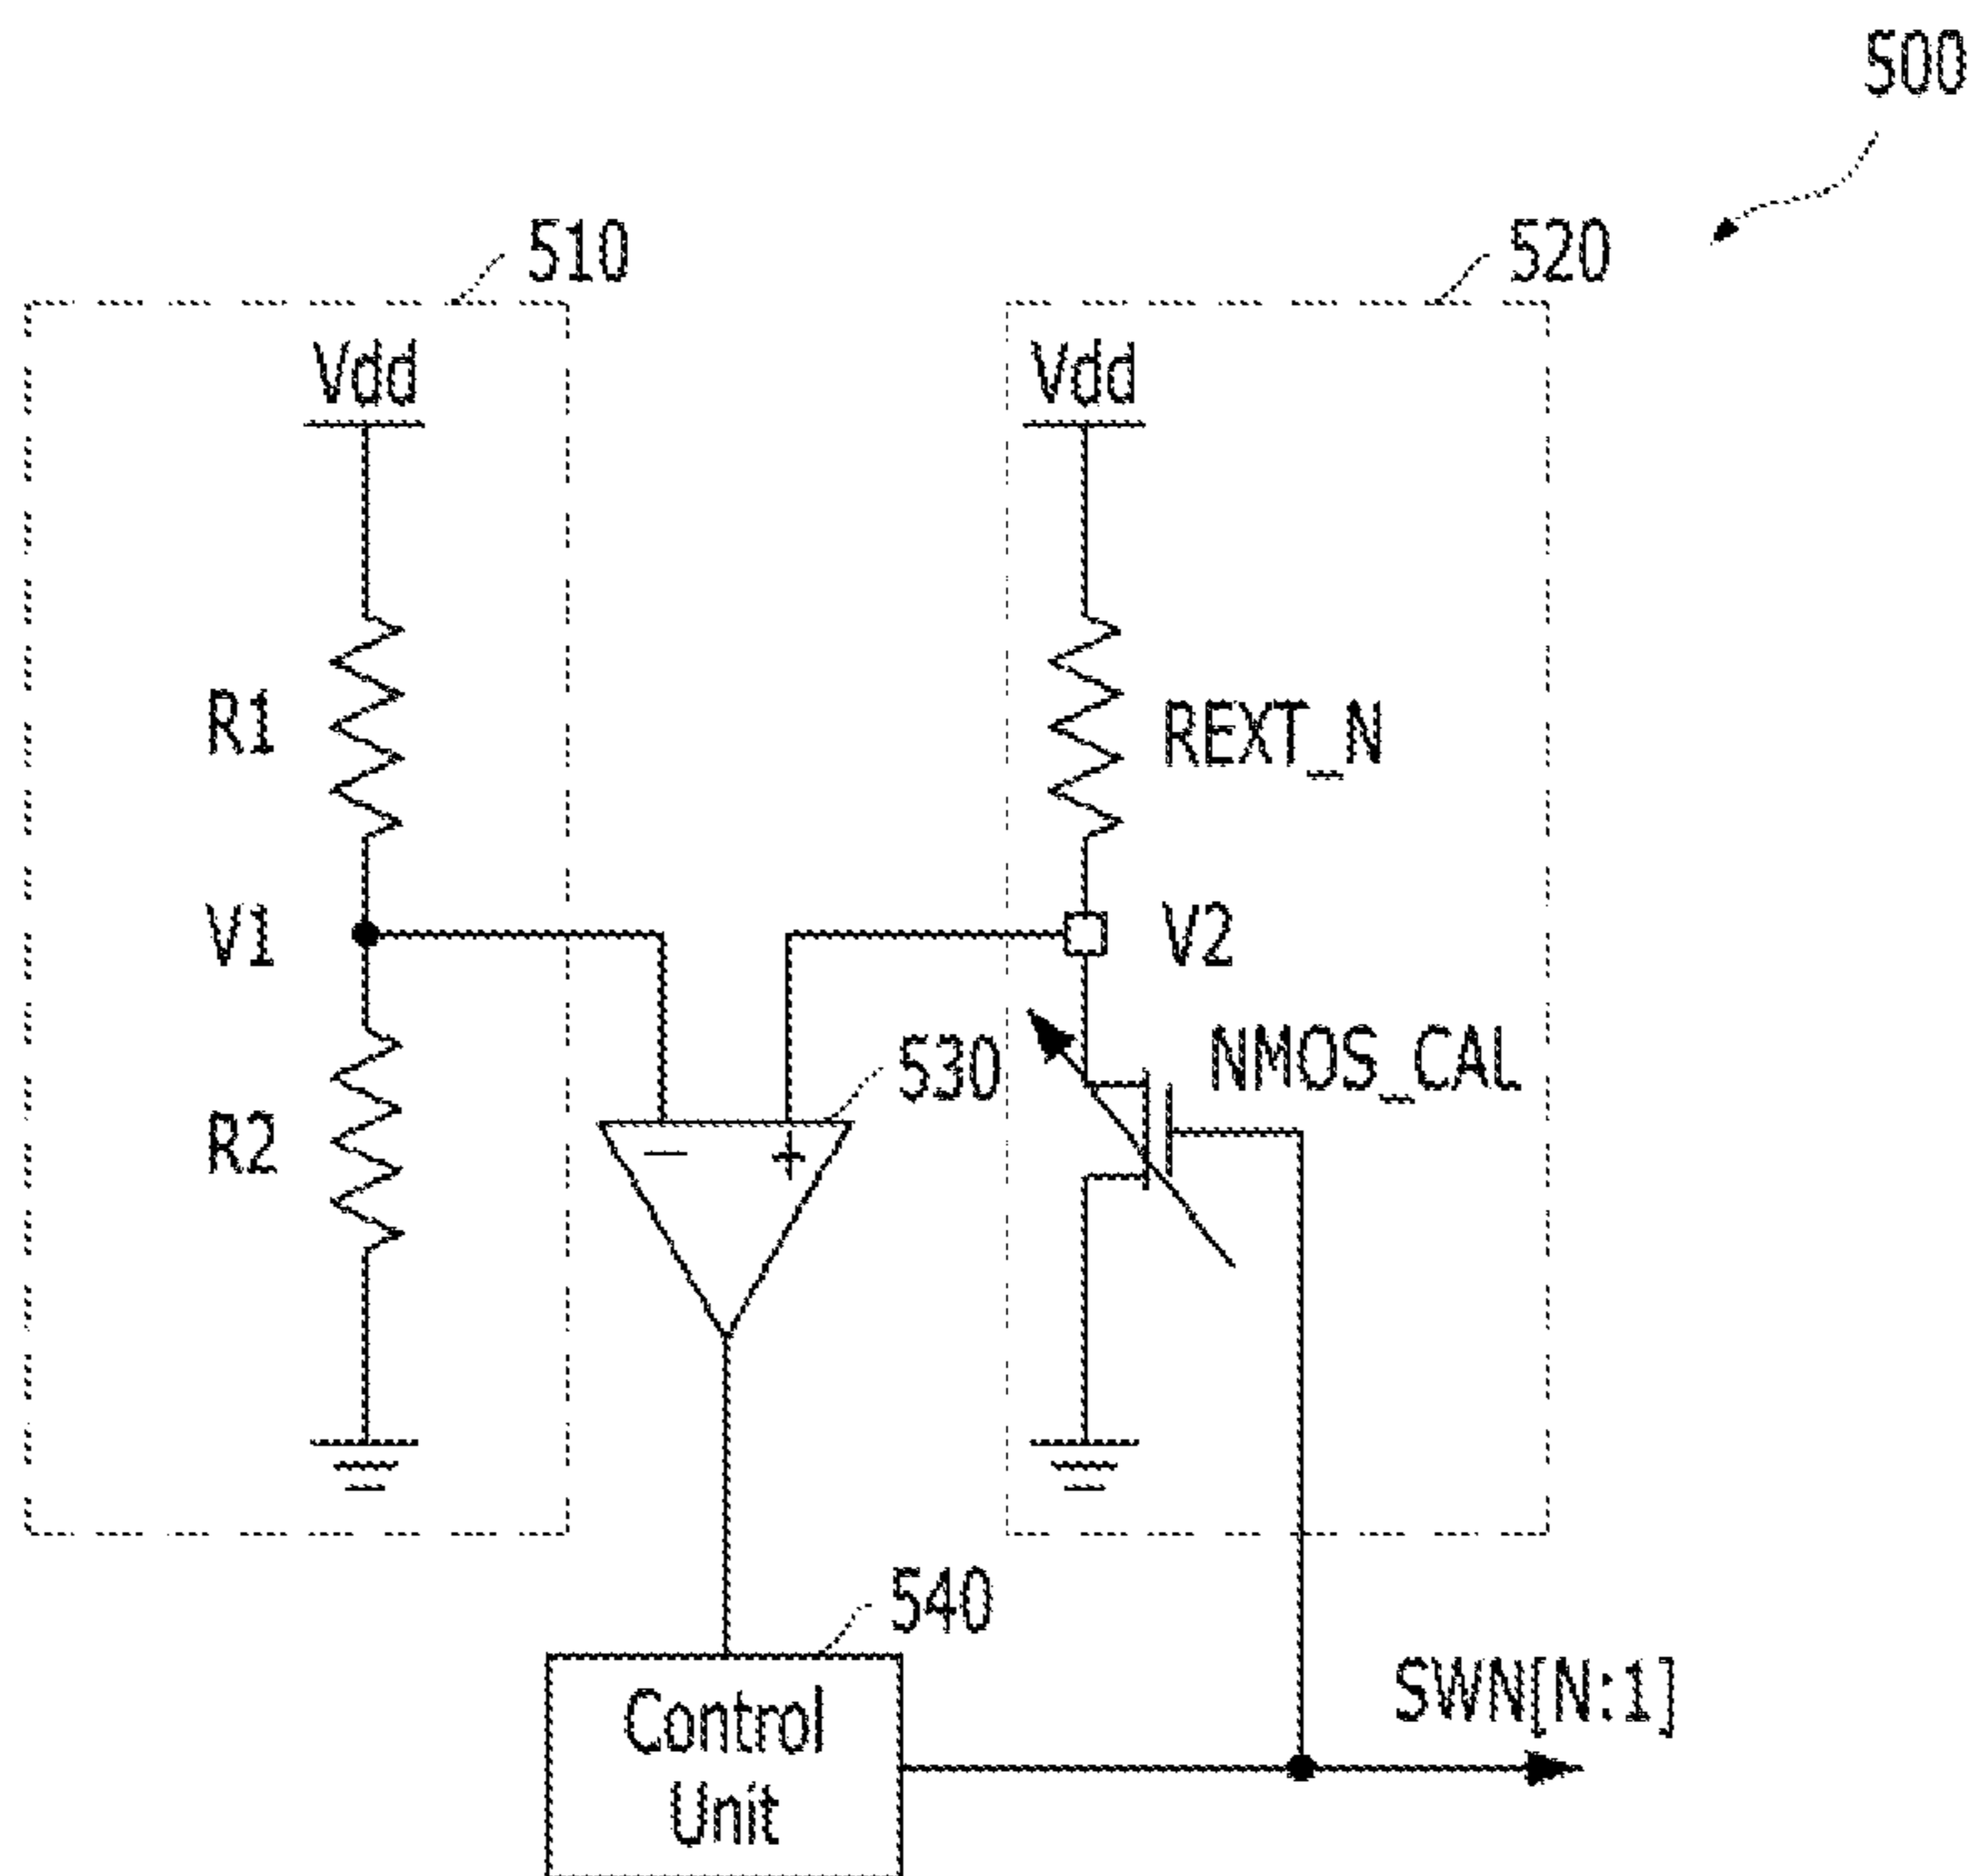 500
510
520
Vdd
Vdd
R1
REXT_N
V1
V2
530
NMOS_CAL
R2
−
+
540
Control
Unit
SWN[N:1]